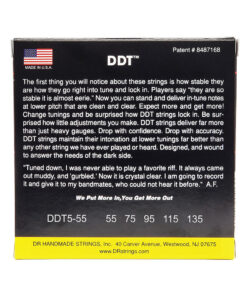 Patent # 8487168
DDT™
MADE IN U.S.A.
The first thing you will notice about these strings is how stable they
are how they go right into tune and lock in. Players say "they are so
stable it is almost eerie." Now you can stand and deliver in-tune notes
at lower pitch that are clean and clear. Expect more and get more!
Change tunings and be surprised how DR strings lock in. Be sur-
prised how little adjustments you make. DDT strings deliver far more
than just heavy gauges. Drop with confidence. Drop with accuracy.
DDT strings maintain their intonation at lower tunings far better than
any other string we have ever played or heard. Designed and wound
to answer the needs of the dark side.
"Tuned down, I was never able to play a favorite riff. It always came
out muddy, and 'gurbled.' Now it is crystal clear. I am going to record
it and give it to my bandmates, who could not hear it before." A.F.
We Put More In,You Get More Out
DDT5-55 55 75 95 115 135
DR HANDMADE STRINGS, Inc. 40 Carver Avenue, Westwood, NJ 07675
www.DRstrings.com